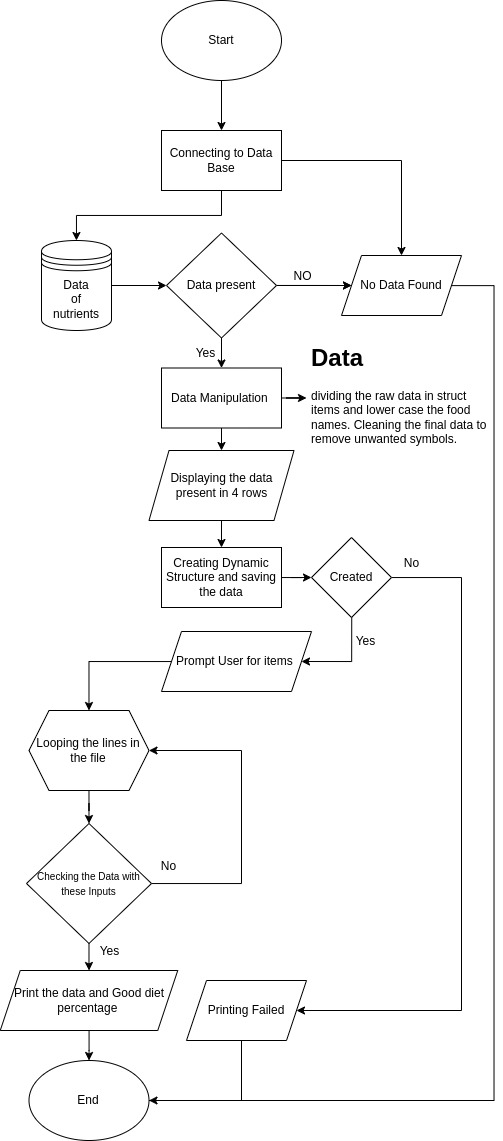 Start
Connecting to Data
Base
Data
of
nutrients
Data present
NO
No Data Found
Yes
Data
dividing the raw data in struct
items and lower case the food
names. Cleaning the final data to
remove unwanted symbols.
Data Manipulation
Displaying the data
present in 4 rows
Creating Dynamic
Structure and saving
the data
Created
No
Yes
Prompt User for items
Looping the lines in
the file
Checking the Data with
these Inputs
No
Yes
Print the data and Good diet
percentage
Printing Failed
End